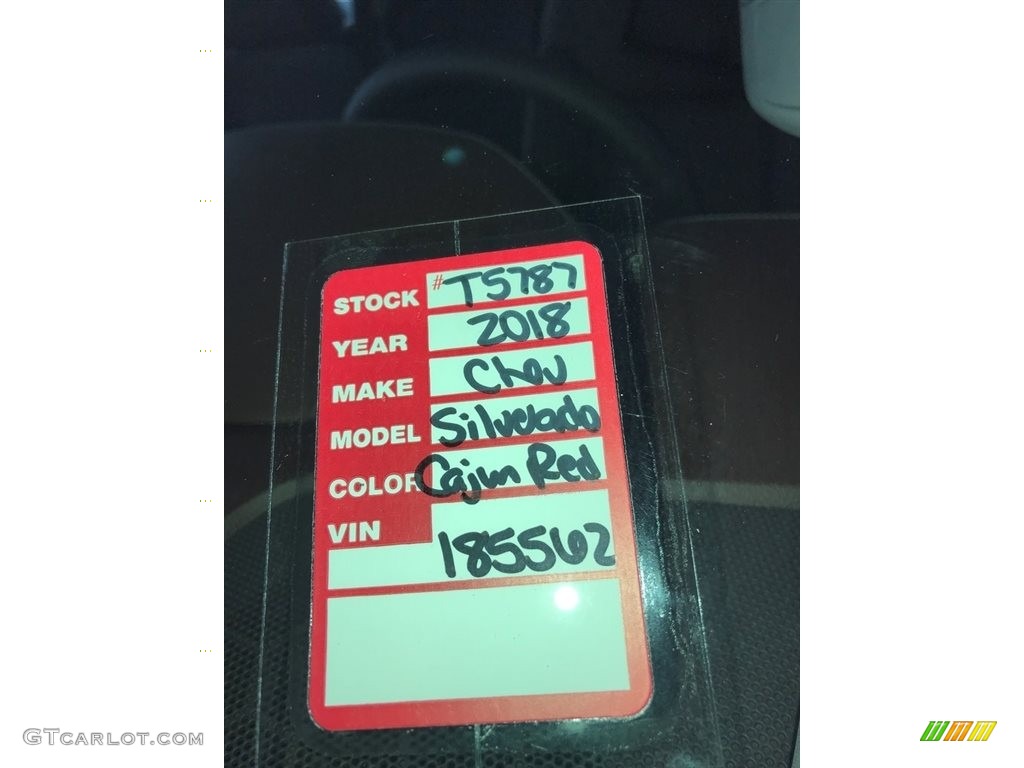 STOCK #T5787
YEAR 2018
MAKE Chev
MODEL Silverado
COLOR Cajun Red
VIN
185562
GTCARLOT.COM